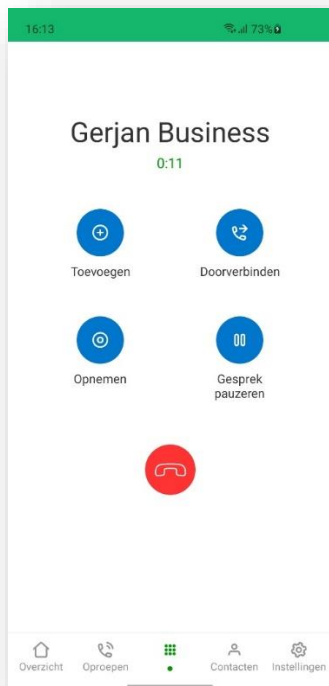 16:13 73%
Gerjan Business
0:11
Toevoegen Doorverbinden
Opnemen Gesprek
pauzeren
Overzicht Oproepen Contacten Instellingen